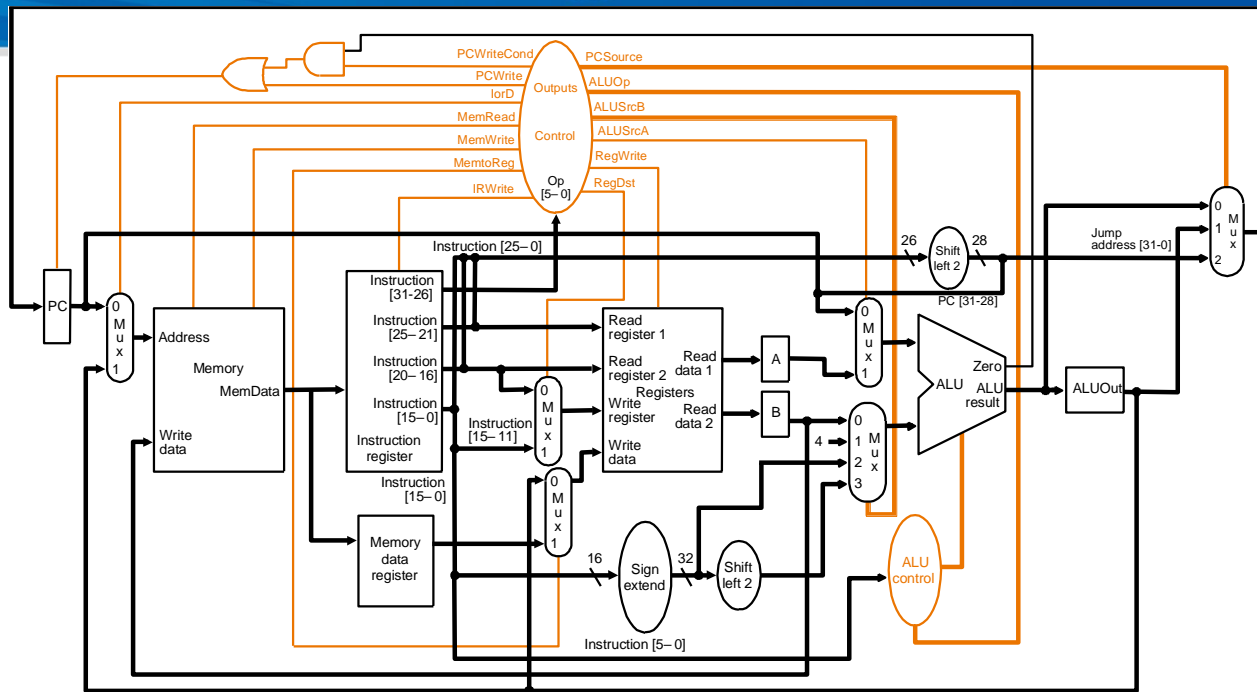 PCWriteCond
PCWrite
IorD
MemRead
MemWrite
MemtoReg
IRWrite
Outputs
Control
Op
[5–0]
PCSource
ALUOp
ALUSrcB
ALUSrcA
RegWrite
RegDst
Instruction [25–0]
26
Shift
left 2
28
Jump
address [31-0]
PC [31-28]
0
1
M
u
x
2
PC
0
M
u
x
1
Address
Memory
MemData
Write
data
Instruction
[31-26]
Instruction
[25–21]
Instruction
[20–16]
Instruction
[15–0]
Instruction
register
Instruction
[15–11]
Instruction
[15–0]
0
M
u
x
1
0
M
u
x
1
Memory
data
register
Read
register 1
Read
register 2
Registers
Write
register
Write
data
Read
data 1
Read
data 2
A
B
0
M
u
x
1
4
0
1
2
3
M
u
x
Zero
ALU
ALU
result
ALUOut
16
Sign
extend
32
Shift
left 2
ALU
control
Instruction [5–0]